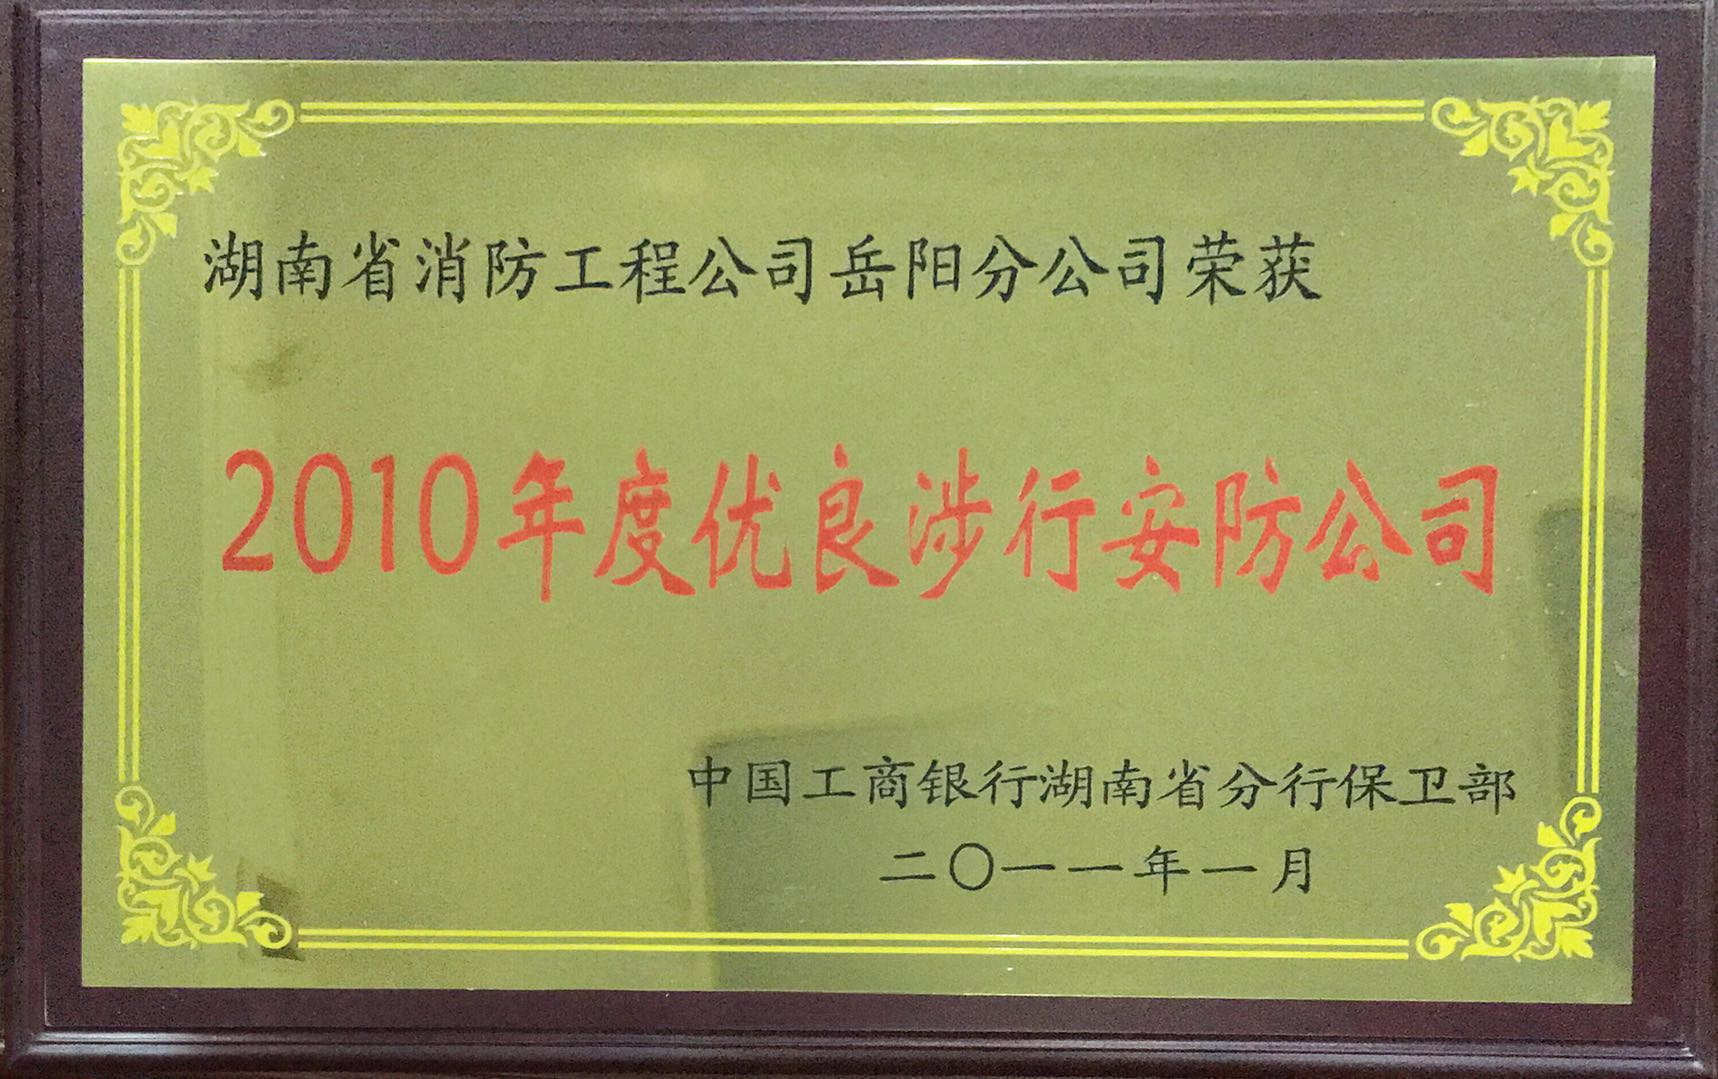 湖南省消防工程公司岳阳分公司荣获
2010年度优良涉行安防公司
中国工商银行湖南省分行保卫部
二〇一一年一月